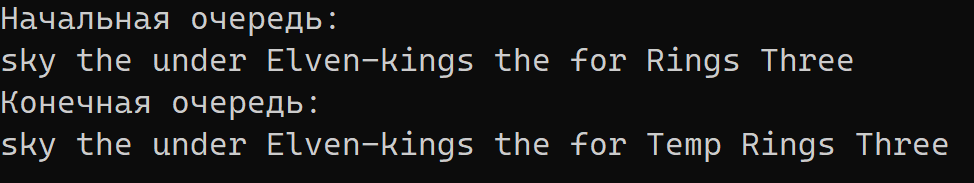 Начальная очередь:
sky the under Elven-kings the for Rings Three
Конечная очередь:
sky the under Elven-kings the for Temp Rings Three